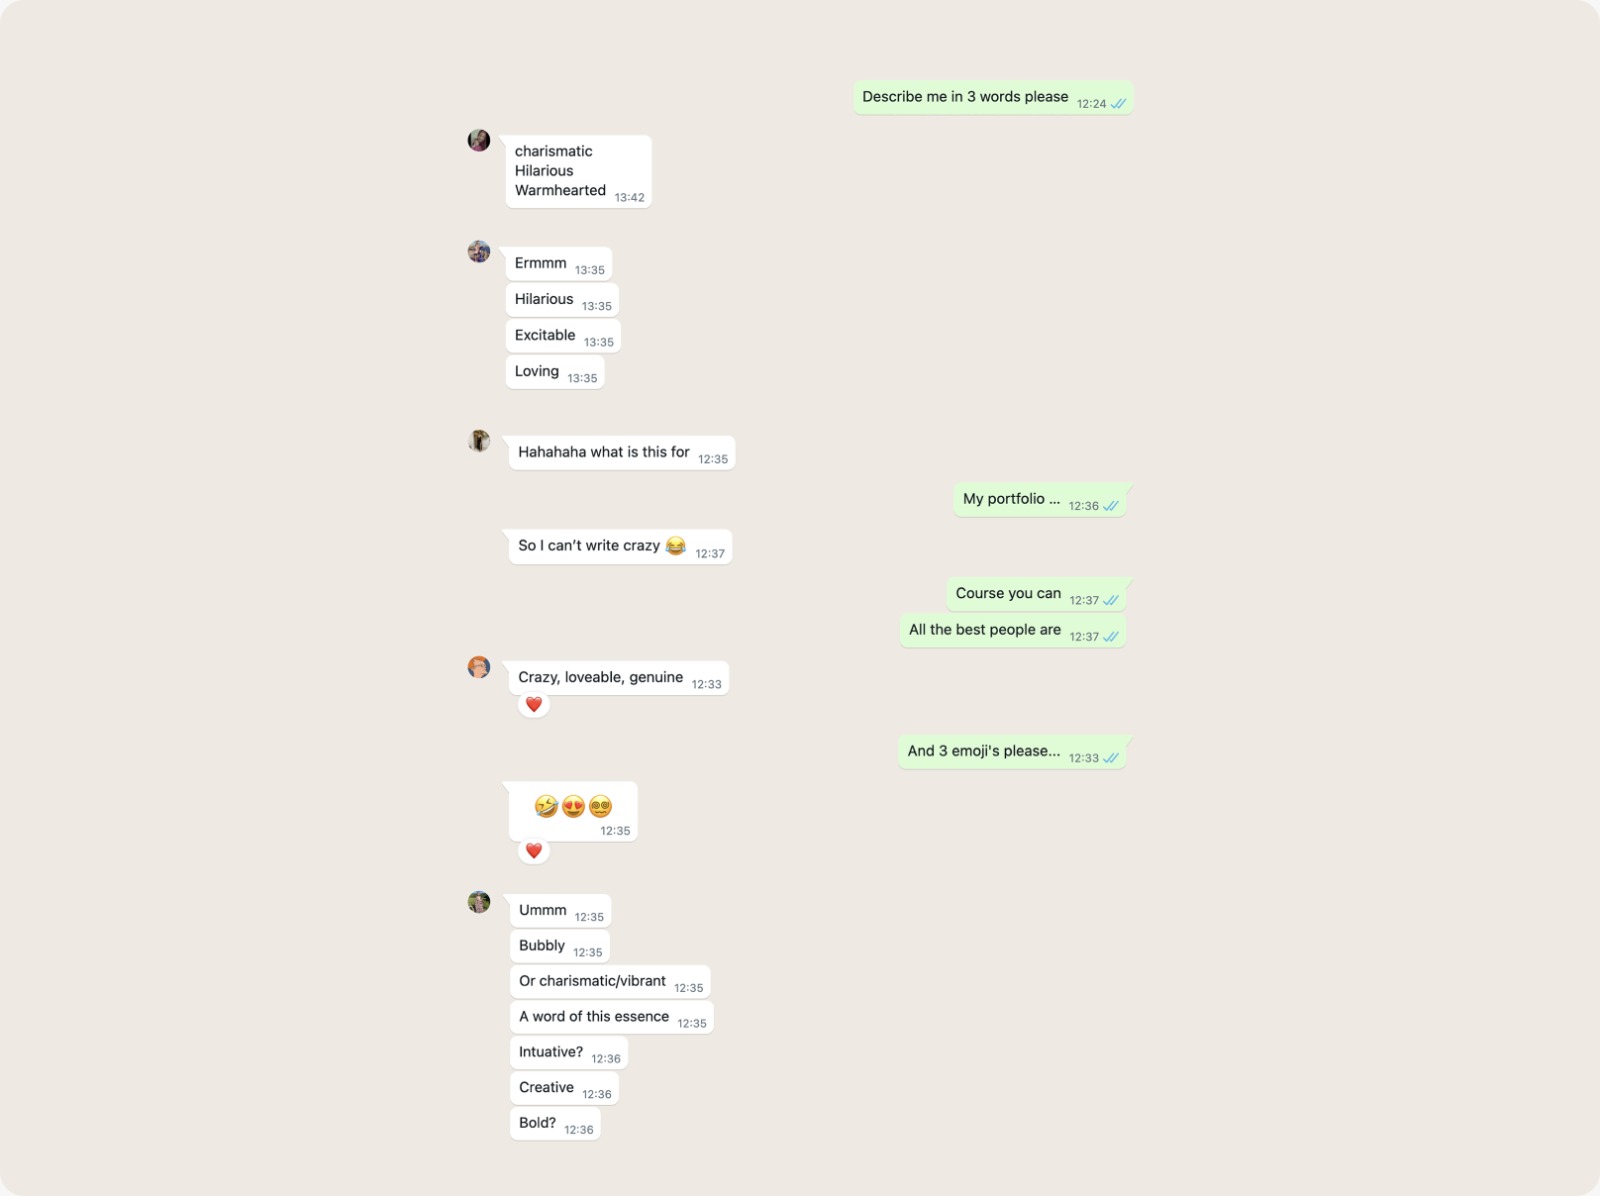 Describe me in 3 words please 12:24
charismatic
Hilarious
Warmhearted 13:42
Ermmm 13:35
Hilarious 13:35
Excitable 13:35
Loving 13:35
Hahahaha what is this for 12:35
My portfolio ... 12:36
So I can't write crazy 😂 12:37
Course you can 12:37
All the best people are 12:37
Crazy, loveable, genuine 12:33
❤️
And 3 emoji's please... 12:33
🤣😍😵‍💫
12:35
❤️
Ummm 12:35
Bubbly 12:35
Or charismatic/vibrant 12:35
A word of this essence 12:35
Intuative? 12:36
Creative 12:36
Bold? 12:36